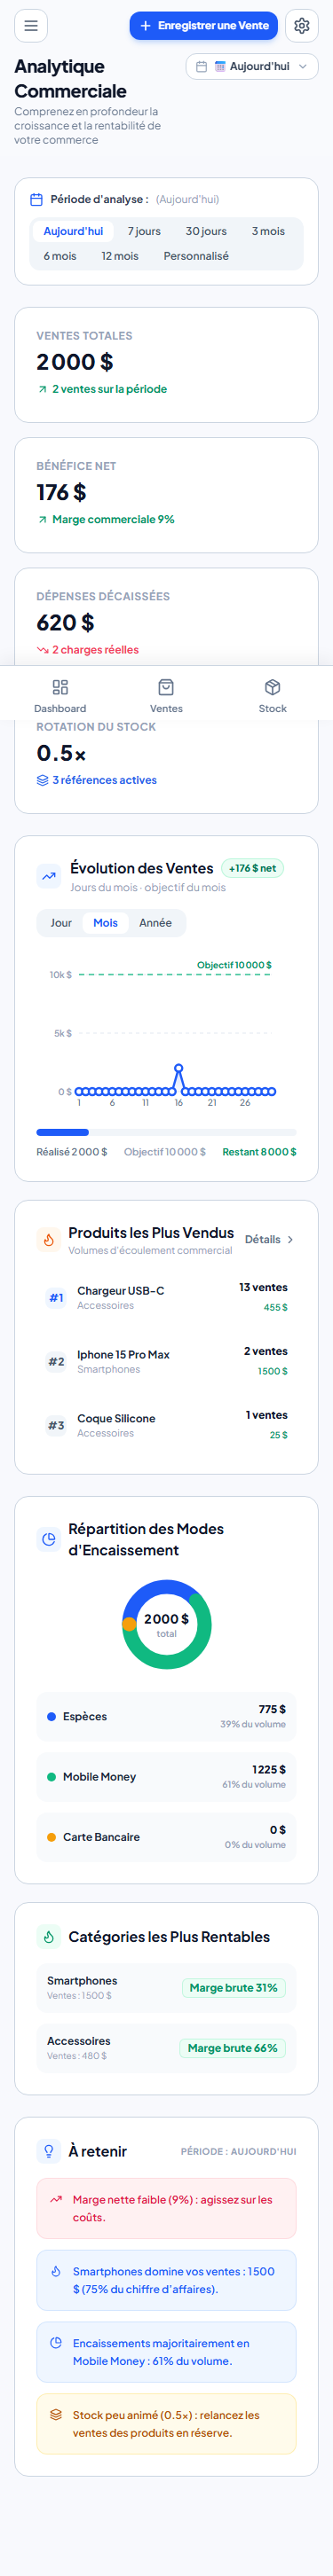 Enregistrer une Vente
Analytique
Commerciale
Aujourd'hui
Comprenez en profondeur la
croissance et la rentabilité de
votre commerce
Période d'analyse : (Aujourd'hui)
Aujourd'hui 7 jours 30 jours 3 mois
6 mois 12 mois Personnalisé
VENTES TOTALES
2 000 $
2 ventes sur la période
BÉNÉFICE NET
176 $
Marge commerciale 9%
DÉPENSES DÉCAISSÉES
620 $
2 charges réelles
Dashboard Ventes Stock
ROTATION DU STOCK
0.5×
3 références actives
Évolution des Ventes +176 $ net
Jours du mois · objectif du mois
Jour Mois Année
Objectif 10 000 $
10k $
5k $
0 $
1 6 11 16 21 26
Réalisé 2 000 $ Objectif 10 000 $ Restant 8 000 $
Produits les Plus Vendus
Volumes d'écoulement commercial
Détails
#1 Chargeur USB-C 13 ventes
Accessoires 455 $
#2 Iphone 15 Pro Max 2 ventes
Smartphones 1 500 $
#3 Coque Silicone 1 ventes
Accessoires 25 $
Répartition des Modes
d'Encaissement
2 000 $
total
Espèces 775 $
39% du volume
Mobile Money 1 225 $
61% du volume
Carte Bancaire 0 $
0% du volume
Catégories les Plus Rentables
Smartphones
Ventes : 1 500 $
Marge brute 31%
Accessoires
Ventes : 480 $
Marge brute 66%
À retenir PÉRIODE : AUJOURD'HUI
Marge nette faible (9%) : agissez sur les
coûts.
Smartphones domine vos ventes : 1 500
$ (75% du chiffre d'affaires).
Encaissements majoritairement en
Mobile Money : 61% du volume.
Stock peu animé (0.5×) : relancez les
ventes des produits en réserve.